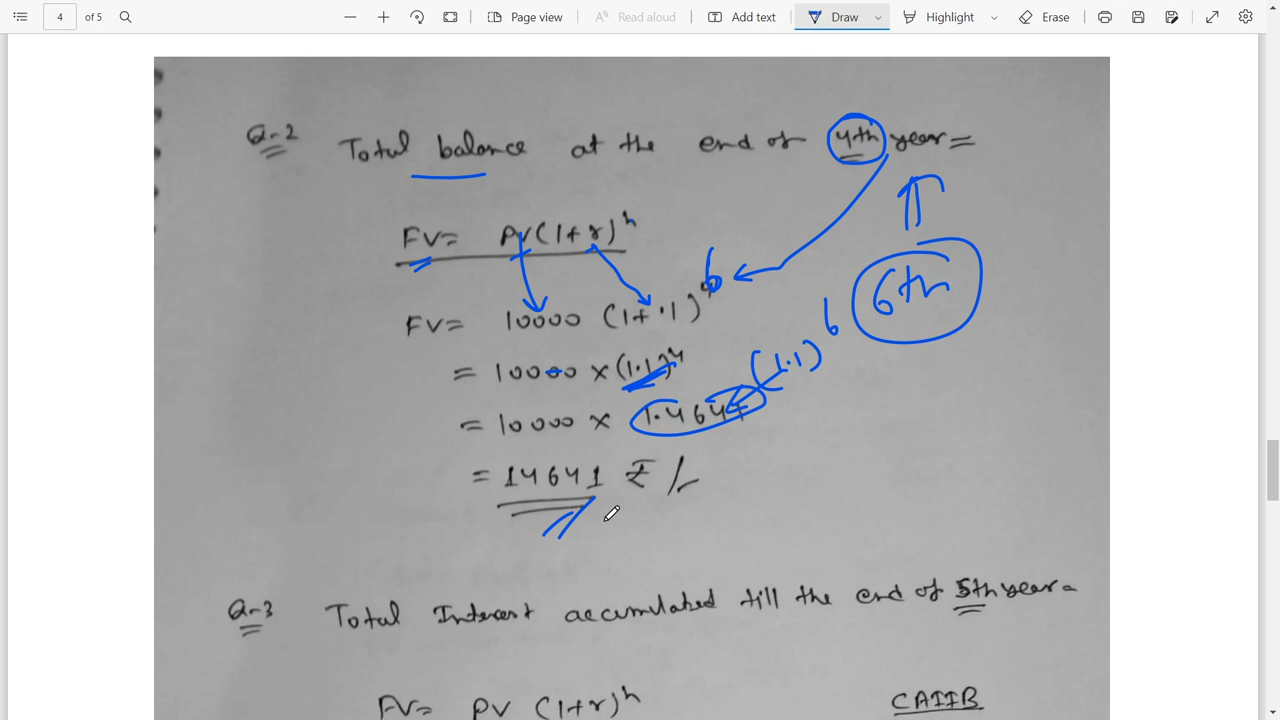 4 of 5 Page view Read aloud Add text Draw Highlight Erase
Q-2 Total balance at the end of 4th year =
FV = PV(1+r)^n
6th
FV = 10000 (1+.1)^4 6
= 10000 × (1.1)^4 (1.1)^6
= 10000 × 1.4641
= 14641 ₹/-
Q-3 Total Interest accumulated till the end of 5th year =
FV = PV (1+r)^n CAIIB